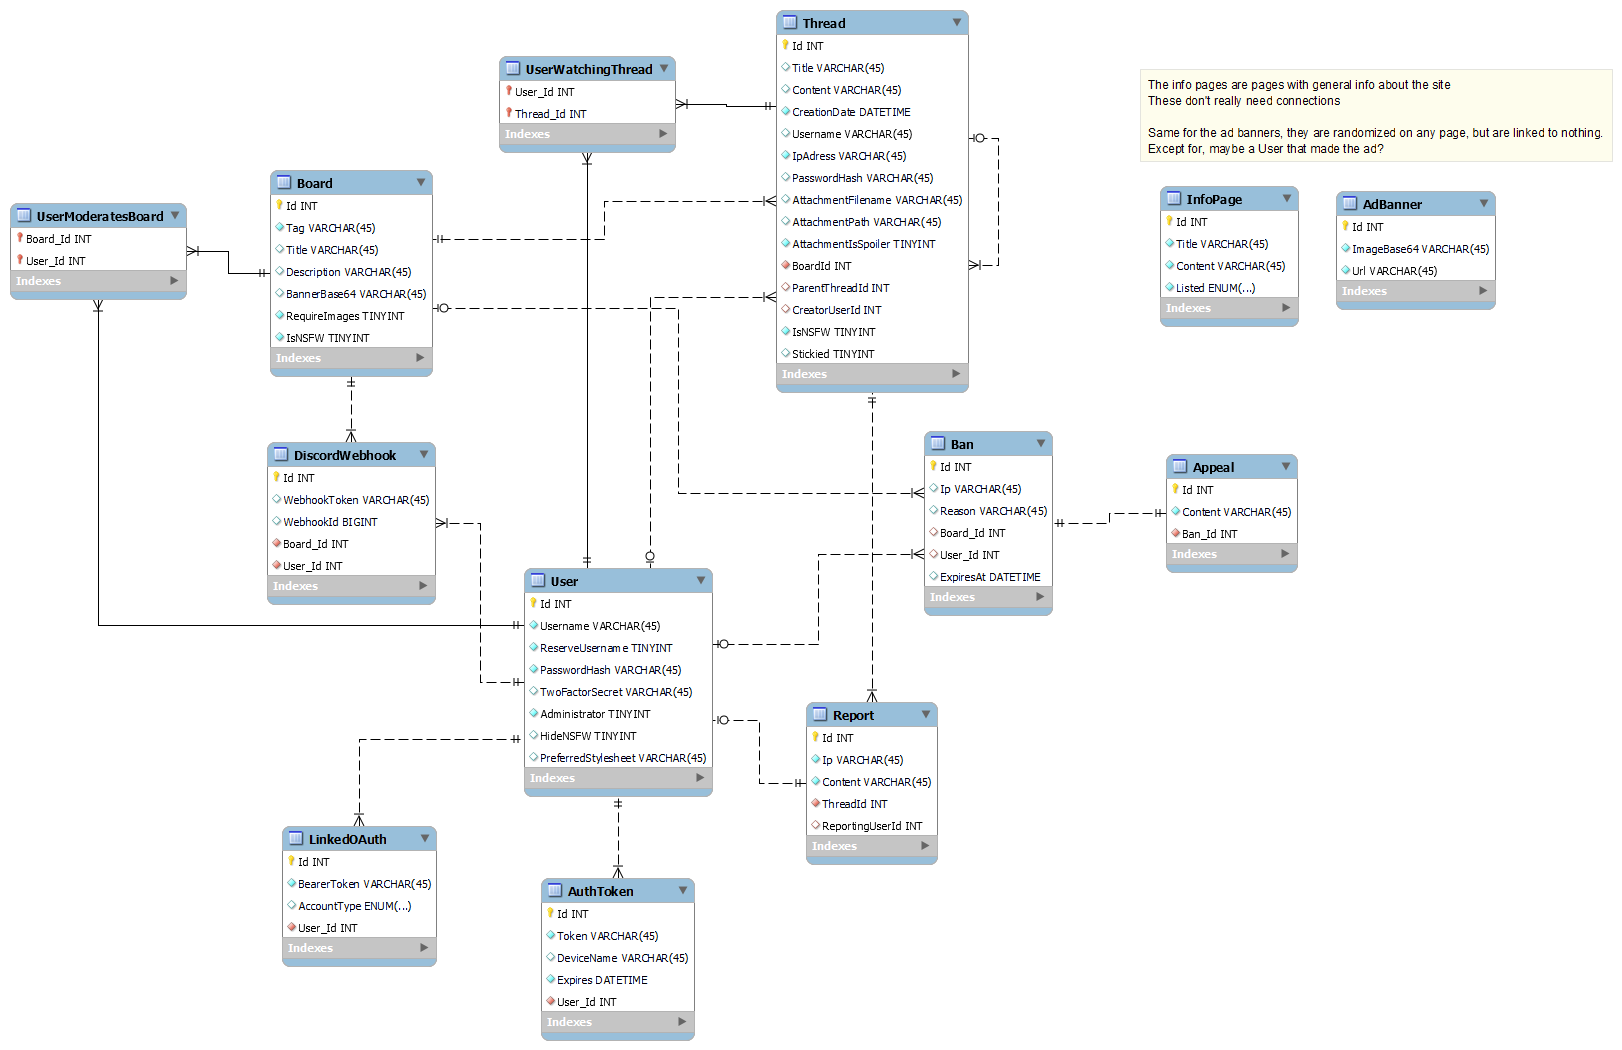 Thread
Id INT
Title VARCHAR(45)
Content VARCHAR(45)
CreationDate DATETIME
Username VARCHAR(45)
IpAdress VARCHAR(45)
PasswordHash VARCHAR(45)
AttachmentFilename VARCHAR(45)
AttachmentPath VARCHAR(45)
AttachmentIsSpoiler TINYINT
BoardId INT
ParentThreadId INT
CreatorUserId INT
IsNSFW TINYINT
Stickied TINYINT
Indexes
UserWatchingThread
User_Id INT
Thread_Id INT
Indexes
The info pages are pages with general info about the site
These don't really need connections
Same for the ad banners, they are randomized on any page, but are linked to nothing.
Except for, maybe a User that made the ad?
Board
Id INT
Tag VARCHAR(45)
Title VARCHAR(45)
Description VARCHAR(45)
BannerBase64 VARCHAR(45)
RequireImages TINYINT
IsNSFW TINYINT
Indexes
UserModeratesBoard
Board_Id INT
User_Id INT
Indexes
InfoPage
Id INT
Title VARCHAR(45)
Content VARCHAR(45)
Listed ENUM(...)
Indexes
AdBanner
Id INT
ImageBase64 VARCHAR(45)
Url VARCHAR(45)
Indexes
DiscordWebhook
Id INT
WebhookToken VARCHAR(45)
WebhookId BIGINT
Board_Id INT
User_Id INT
Indexes
Ban
Id INT
Ip VARCHAR(45)
Reason VARCHAR(45)
Board_Id INT
User_Id INT
ExpiresAt DATETIME
Indexes
Appeal
Id INT
Content VARCHAR(45)
Ban_Id INT
Indexes
User
Id INT
Username VARCHAR(45)
ReserveUsername TINYINT
PasswordHash VARCHAR(45)
TwoFactorSecret VARCHAR(45)
Administrator TINYINT
HideNSFW TINYINT
PreferredStylesheet VARCHAR(45)
Indexes
Report
Id INT
Ip VARCHAR(45)
Content VARCHAR(45)
ThreadId INT
ReportingUserId INT
Indexes
LinkedOAuth
Id INT
BearerToken VARCHAR(45)
AccountType ENUM(...)
User_Id INT
Indexes
AuthToken
Id INT
Token VARCHAR(45)
DeviceName VARCHAR(45)
Expires DATETIME
User_Id INT
Indexes